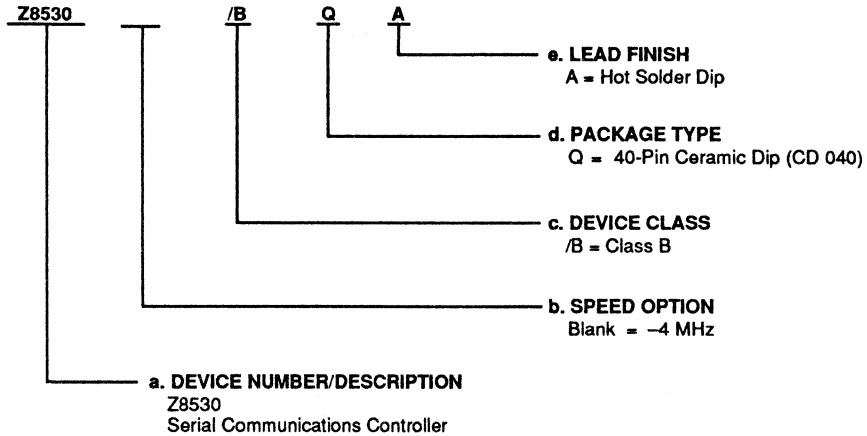 Z8530 /B Q A
e. LEAD FINISH
A = Hot Solder Dip
d. PACKAGE TYPE
Q = 40-Pin Ceramic Dip (CD 040)
c. DEVICE CLASS
/B = Class B
b. SPEED OPTION
Blank = –4 MHz
a. DEVICE NUMBER/DESCRIPTION
Z8530
Serial Communications Controller